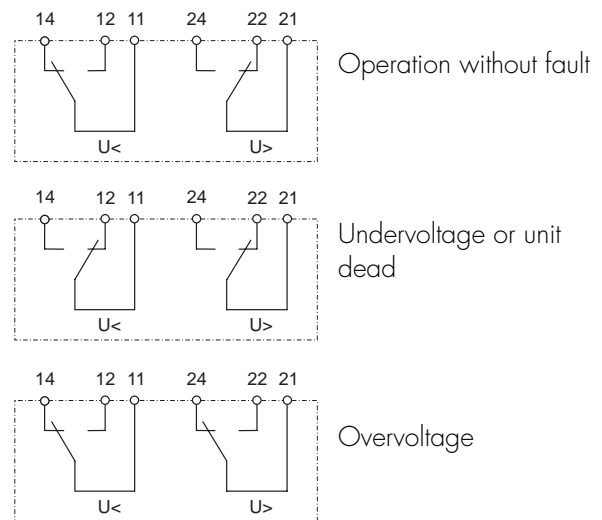 14 12 11 24 22 21
Operation without fault
U< U>
14 12 11 24 22 21
Undervoltage or unit
dead
U< U>
14 12 11 24 22 21
Overvoltage
U< U>